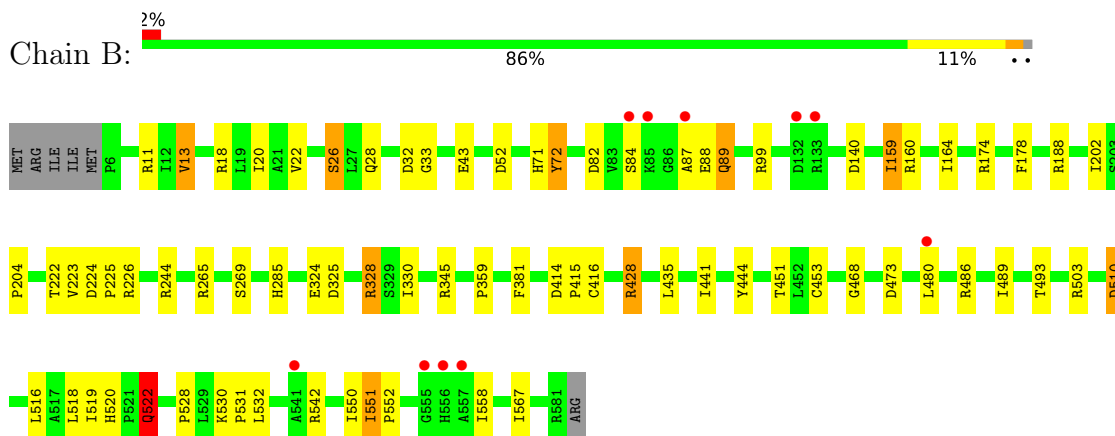 2%
Chain B:
86% 11% • •
MET ARG ILE ILE MET P6 R11 I12 V13 R18 L19 I20 A21 V22 S26 L27 Q28 D32 G33 E43 D52 H71 Y72 D82 V83 S84 K85 G86 A87 E88 Q89 R99 D132 R133 D140 I159 R160 I164 R174 F178 R188 I202 S203
P204 T222 V223 D224 P225 R226 R244 R265 S269 H285 E324 D325 R328 S329 I330 R345 P359 F381 D414 P415 C416 R428 L435 I441 Y444 T451 L452 C453 G468 D473 L480 R486 I489 T493 R503
L516 A517 L518 I519 H520 P521 Q522 P528 L529 K530 P531 L532 A541 R542 I550 I551 P552 G555 H556 A557 I558 I567 R581 ARG